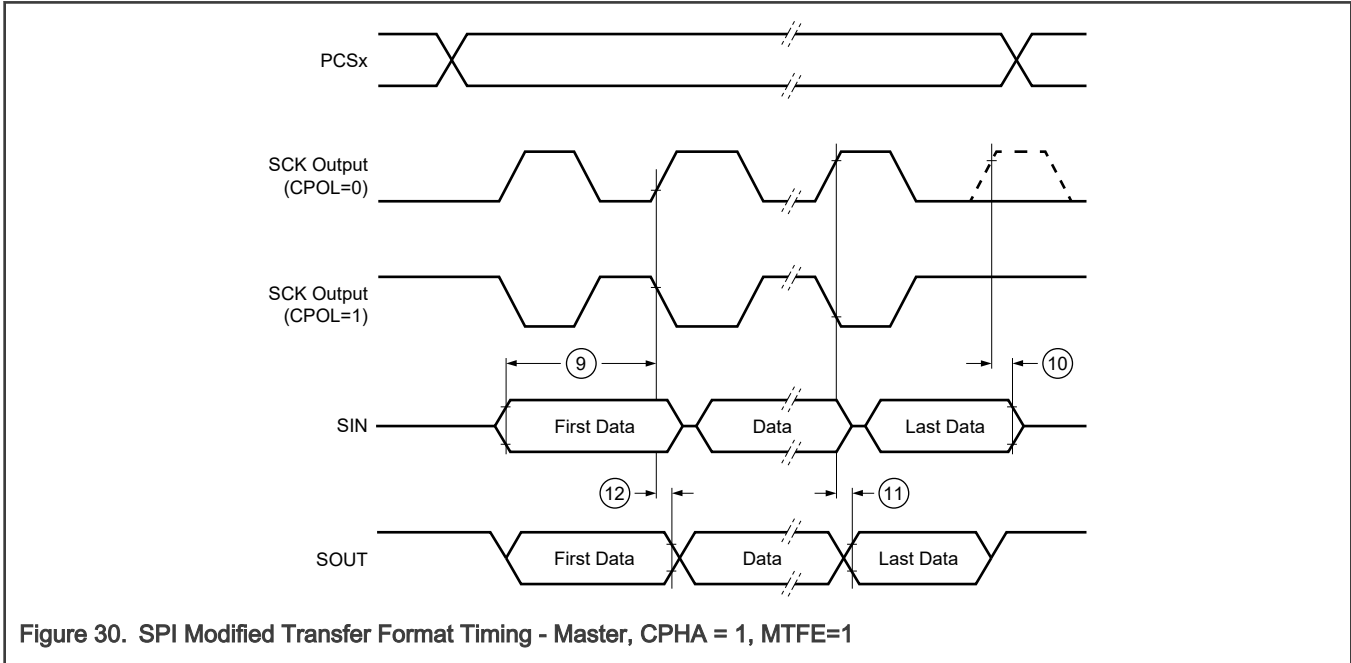 PCSx
SCK Output
(CPOL=0)
SCK Output
(CPOL=1)
9
10
SIN
First Data
Data
Last Data
12
11
SOUT
First Data
Data
Last Data
Figure 30. SPI Modified Transfer Format Timing - Master, CPHA = 1, MTFE=1